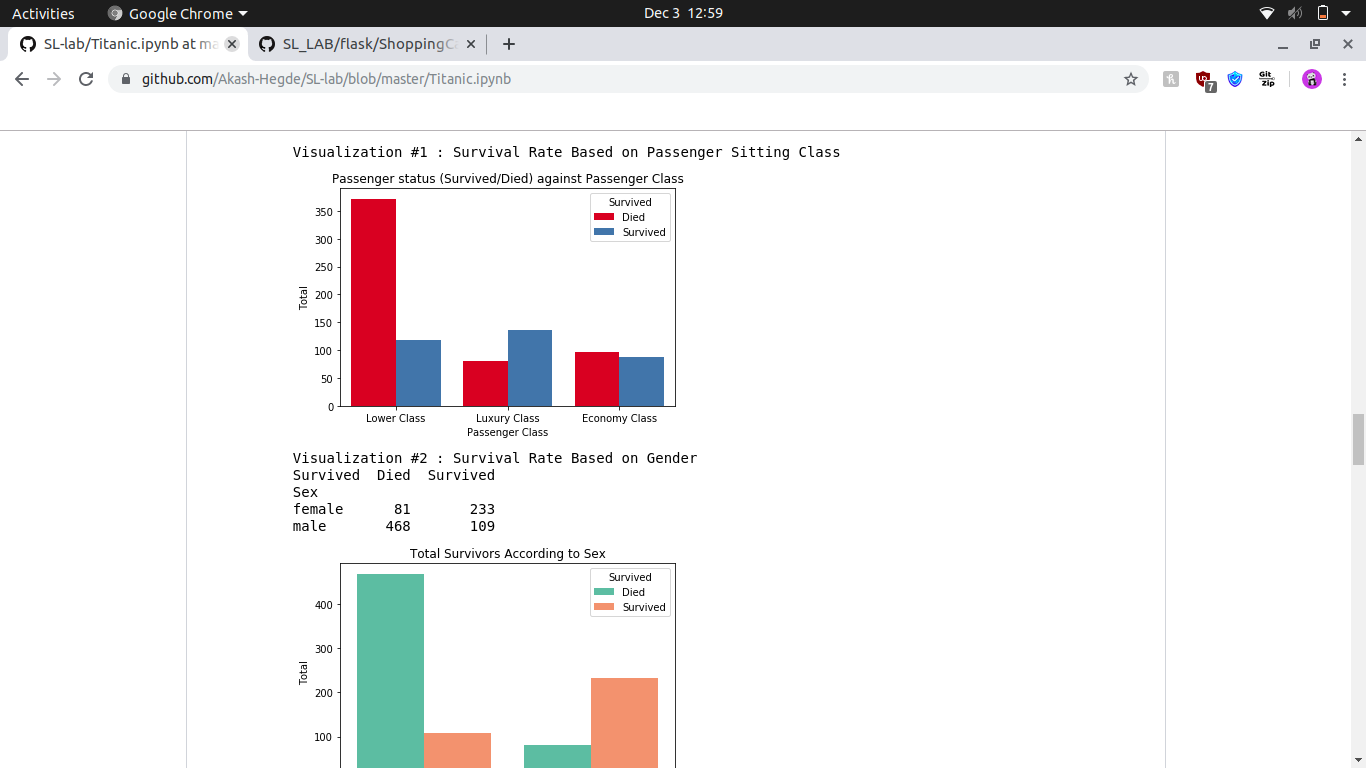 Activities Google Chrome Dec 3 12:59
SL-lab/Titanic.ipynb at ma SL_LAB/flask/ShoppingCa
github.com/Akash-Hegde/SL-lab/blob/master/Titanic.ipynb
7 Git Zip
Visualization #1 : Survival Rate Based on Passenger Sitting Class
Passenger status (Survived/Died) against Passenger Class
Survived
Died
Survived
350
300
250
200
150
100
50
0
Total
Lower Class Luxury Class Economy Class
Passenger Class
Visualization #2 : Survival Rate Based on Gender
Survived Died Survived
Sex
female 81 233
male 468 109
Total Survivors According to Sex
Survived
Died
Survived
400
300
200
100
Total